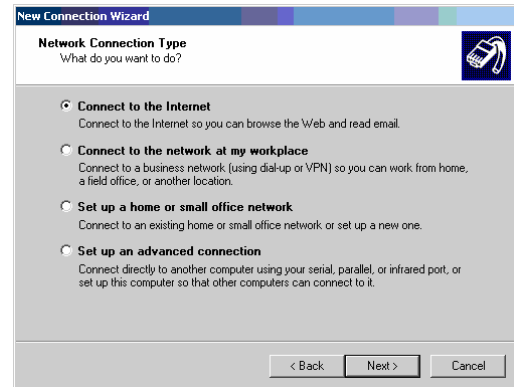 New Connection Wizard
Network Connection Type
What do you want to do?
Connect to the Internet
Connect to the Internet so you can browse the Web and read email.
Connect to the network at my workplace
Connect to a business network (using dial-up or VPN) so you can work from home,
a field office, or another location.
Set up a home or small office network
Connect to an existing home or small office network or set up a new one.
Set up an advanced connection
Connect directly to another computer using your serial, parallel, or infrared port, or
set up this computer so that other computers can connect to it.
< Back Next > Cancel